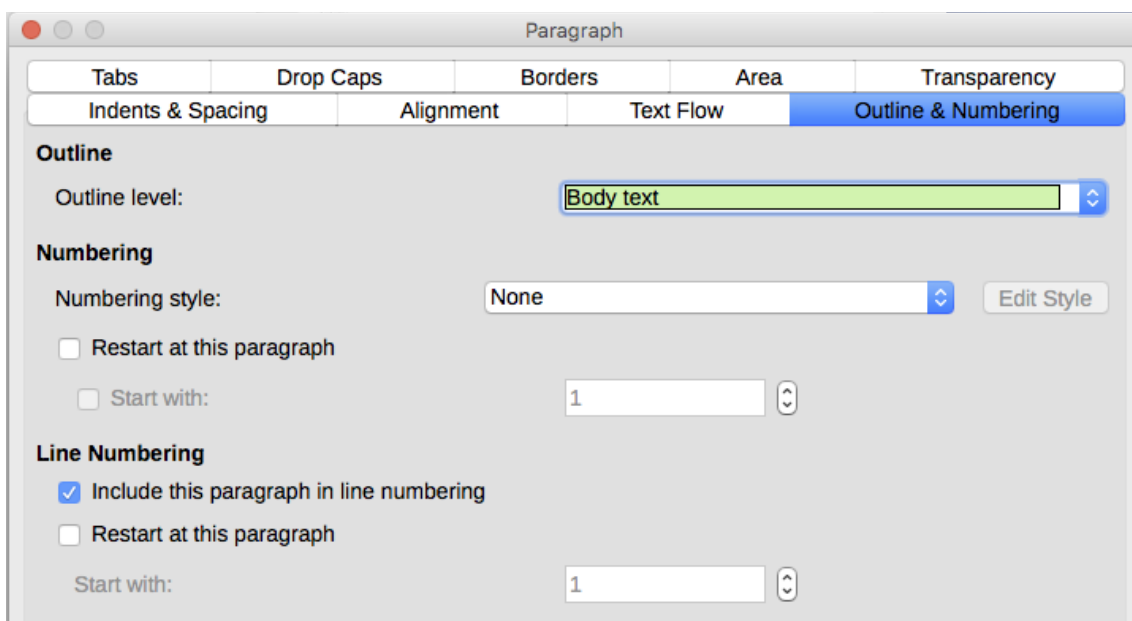 Paragraph
Tabs Drop Caps Borders Area Transparency
Indents & Spacing Alignment Text Flow Outline & Numbering
Outline
Outline level: Body text
Numbering
Numbering style: None Edit Style
Restart at this paragraph
Start with: 1
Line Numbering
Include this paragraph in line numbering
Restart at this paragraph
Start with: 1